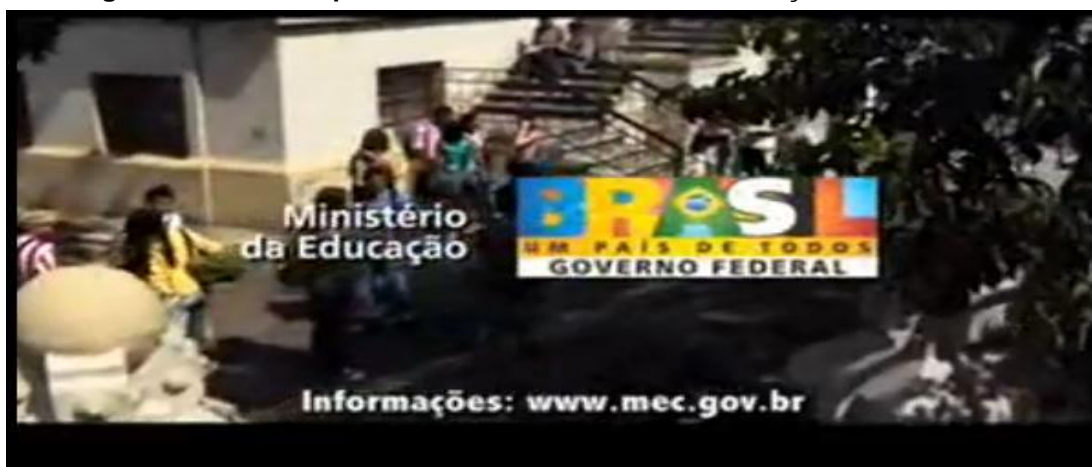 Ministério
da Educação
BRASIL
UM PAÍS DE TODOS
GOVERNO FEDERAL
Informações: www.mec.gov.br